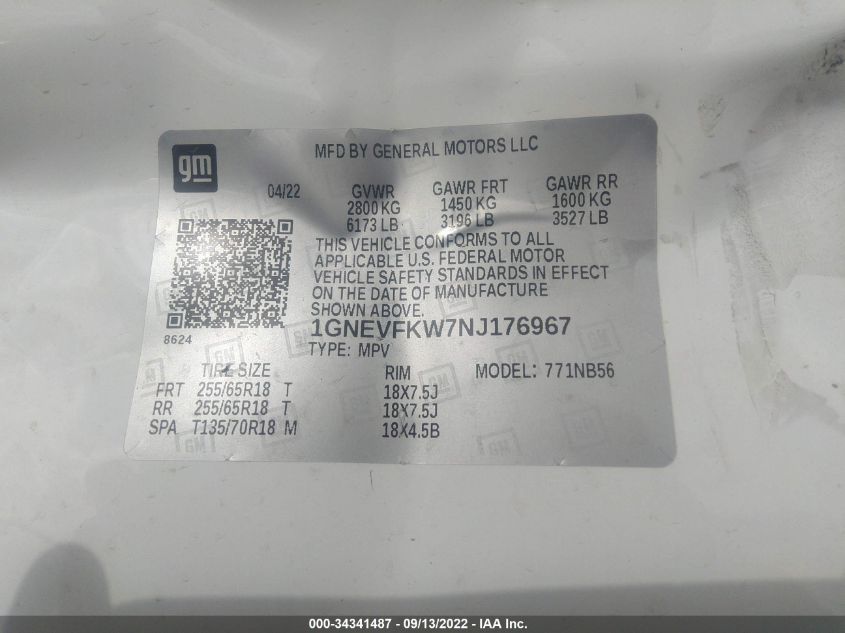 gm
MFD BY GENERAL MOTORS LLC
04/22 GVWR GAWR FRT GAWR RR
2800 KG 1450 KG 1600 KG
6173 LB 3196 LB 3527 LB
THIS VEHICLE CONFORMS TO ALL
APPLICABLE U.S. FEDERAL MOTOR
VEHICLE SAFETY STANDARDS IN EFFECT
ON THE DATE OF MANUFACTURE
SHOWN ABOVE.
8624
1GNEVFKW7NJ176967
TYPE: MPV
TIRE SIZE RIM MODEL: 771NB56
FRT 255/65R18 T 18X7.5J
RR 255/65R18 T 18X7.5J
SPA T135/70R18 M 18X4.5B
000-34341487 - 09/13/2022 - IAA Inc.